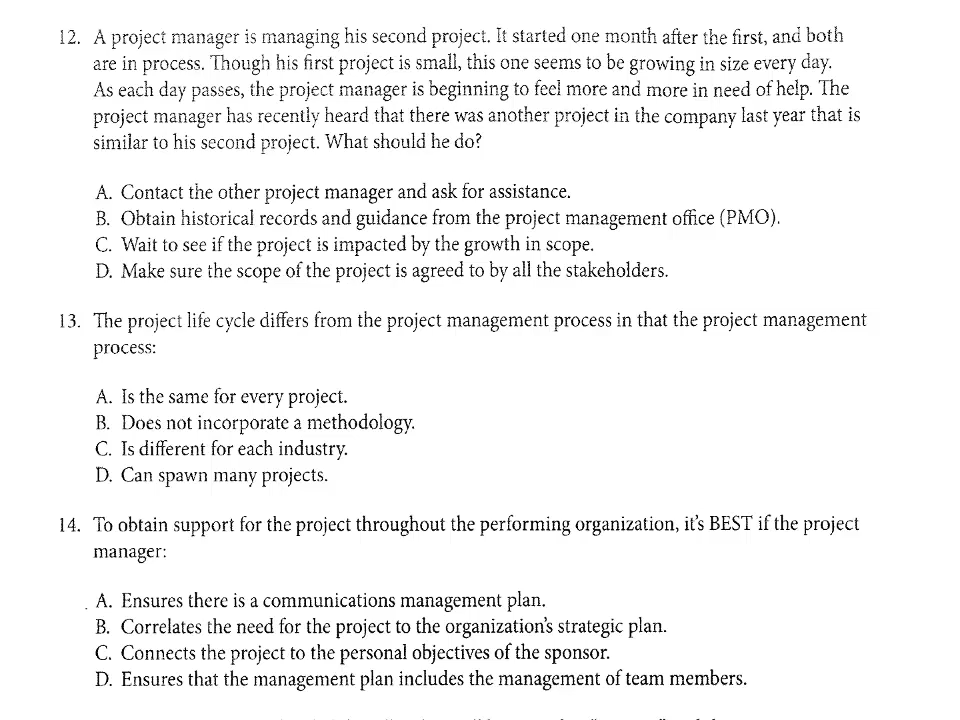 12. A project manager is managing his second project. It started one month after the first, and both
are in process. Though his first project is small, this one seems to be growing in size every day.
As each day passes, the project manager is beginning to feel more and more in need of help. The
project manager has recently heard that there was another project in the company last year that is
similar to his second project. What should he do?
A. Contact the other project manager and ask for assistance.
B. Obtain historical records and guidance from the project management office (PMO).
C. Wait to see if the project is impacted by the growth in scope.
D. Make sure the scope of the project is agreed to by all the stakeholders.
13. The project life cycle differs from the project management process in that the project management
process:
A. Is the same for every project.
B. Does not incorporate a methodology.
C. Is different for each industry.
D. Can spawn many projects.
14. To obtain support for the project throughout the performing organization, it's BEST if the project
manager:
A. Ensures there is a communications management plan.
B. Correlates the need for the project to the organization's strategic plan.
C. Connects the project to the personal objectives of the sponsor.
D. Ensures that the management plan includes the management of team members.